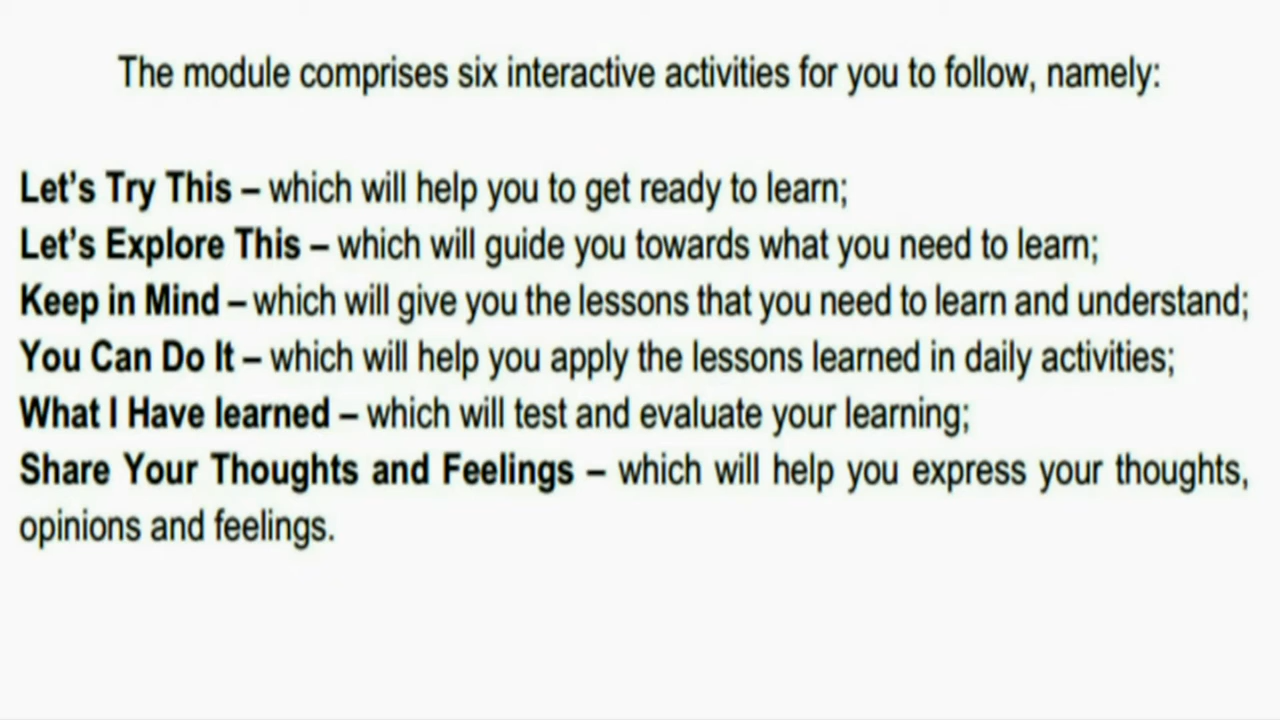 The module comprises six interactive activities for you to follow, namely:
Let’s Try This – which will help you to get ready to learn;
Let’s Explore This – which will guide you towards what you need to learn;
Keep in Mind – which will give you the lessons that you need to learn and understand;
You Can Do It – which will help you apply the lessons learned in daily activities;
What I Have learned – which will test and evaluate your learning;
Share Your Thoughts and Feelings – which will help you express your thoughts,
opinions and feelings.